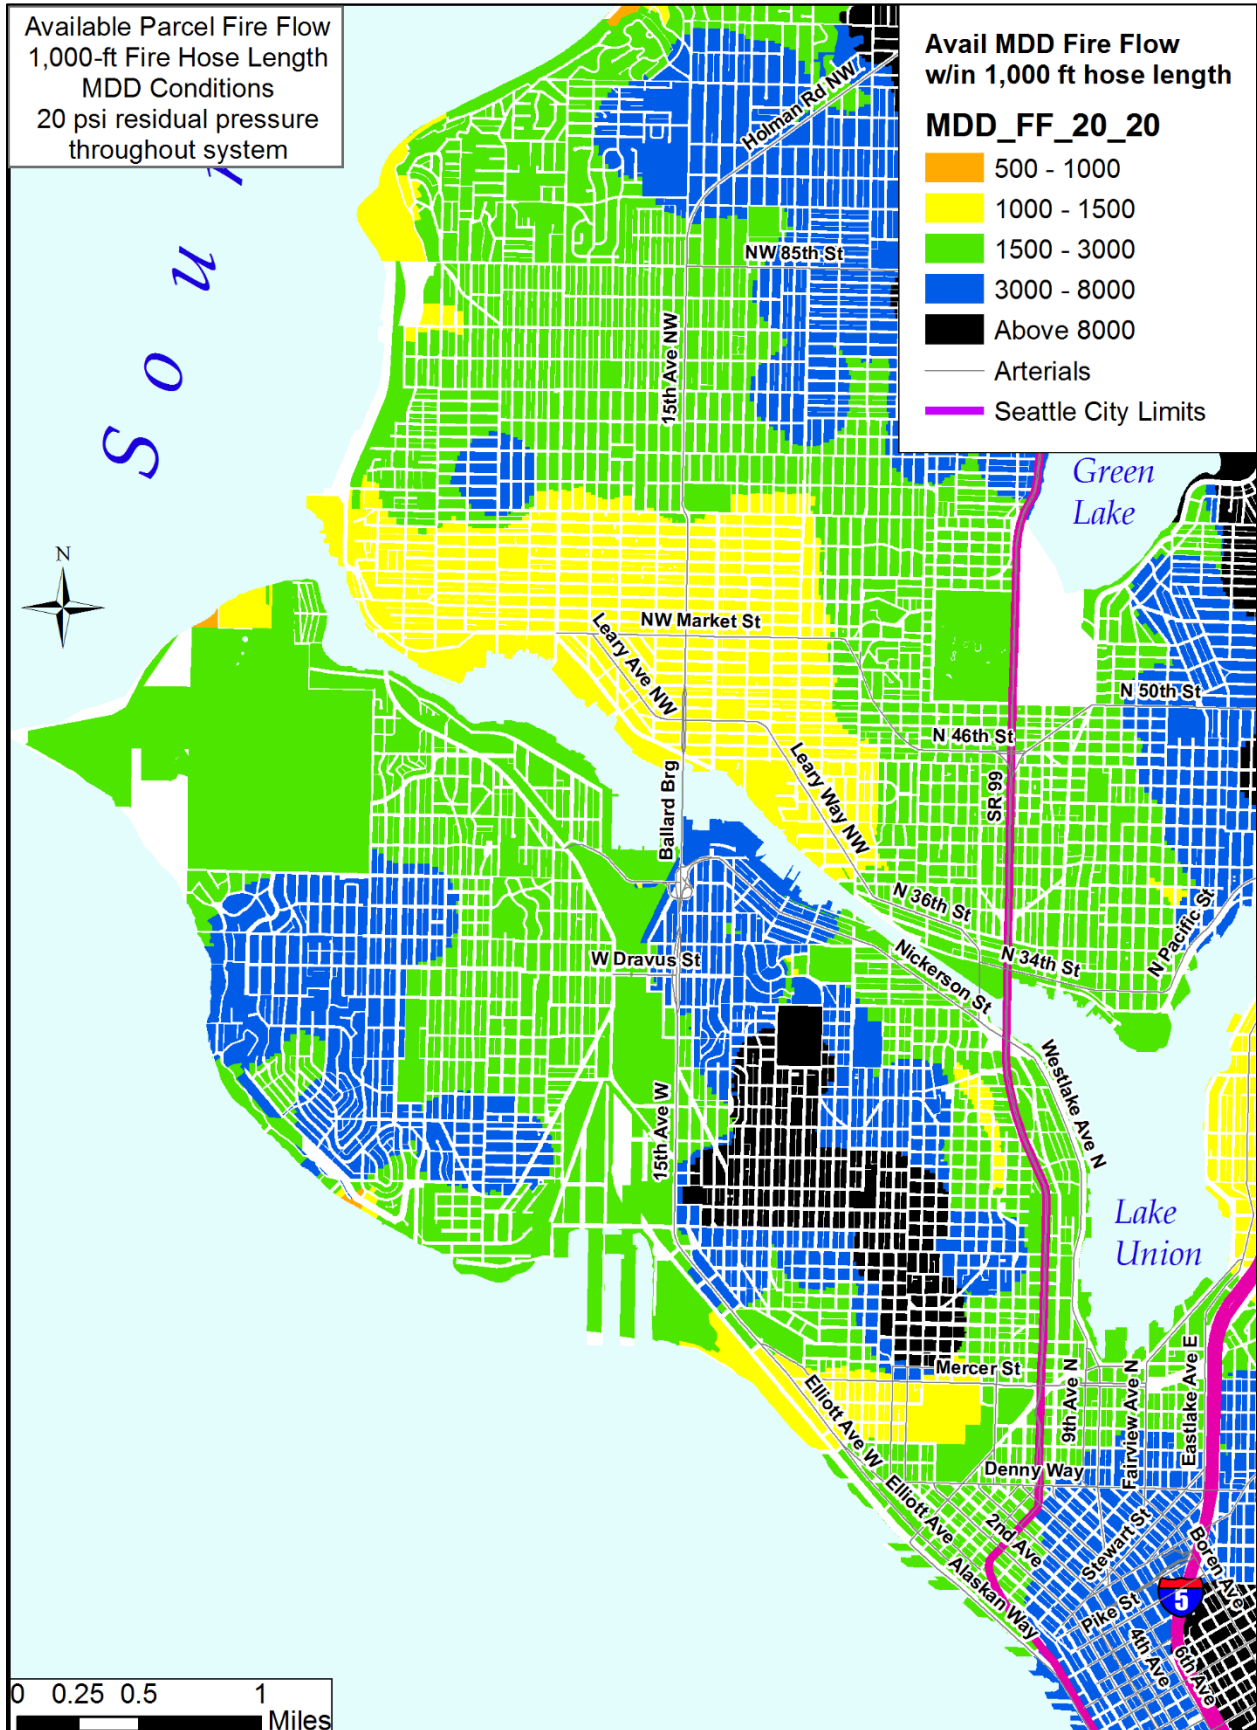 Available Parcel Fire Flow
1,000-ft Fire Hose Length
MDD Conditions
20 psi residual pressure
throughout system
Avail MDD Fire Flow
w/in 1,000 ft hose length
MDD_FF_20_20
500 - 1000
1000 - 1500
1500 - 3000
3000 - 8000
Above 8000
Arterials
Seattle City Limits
Holman Rd NW
NW 85th St
15th Ave NW
S o u
Green
Lake
N
NW Market St
Leary Ave NW
N 50th St
N 46th St
SR 99
Leary Way NW
Ballard Brg
N 36th St
N 34th St
N Pacific St
W Dravus St
Nickerson St
Westlake Ave N
15th Ave W
Lake
Union
Mercer St
Elliott Ave W
9th Ave N
Fairview Ave N
Eastlake Ave E
Denny Way
Elliott Ave
2nd Ave
Stewart St
Boren Ave
Alaskan Way
Pike St
5
4th Ave
6th Ave
0 0.25 0.5 1
Miles